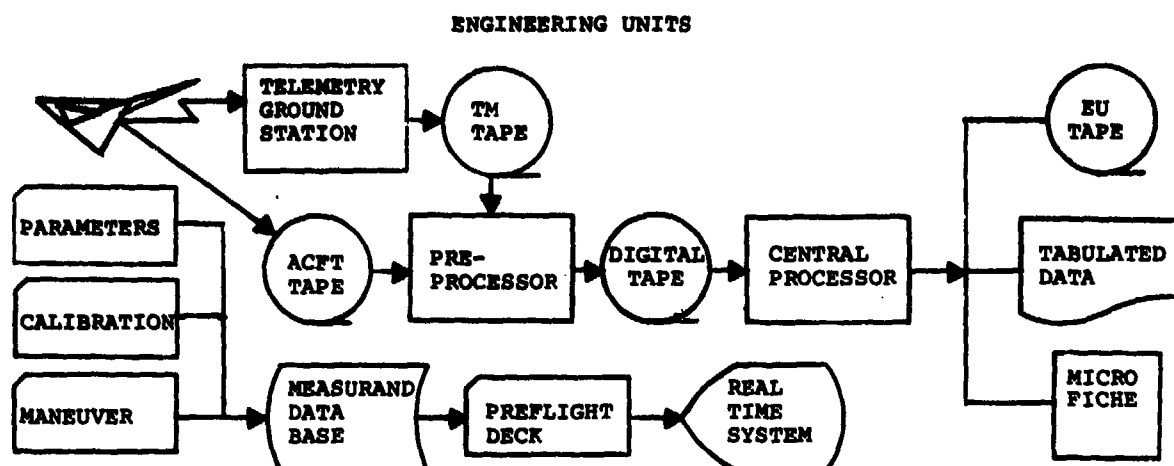 ENGINEERING UNITS
TELEMETRY
GROUND
STATION
TM
TAPE
EU
TAPE
PARAMETERS
ACFT
TAPE
PRE-
PROCESSOR
DIGITAL
TAPE
CENTRAL
PROCESSOR
TABULATED
DATA
CALIBRATION
MANEUVER
MEASURAND
DATA
BASE
PREFLIGHT
DECK
REAL
TIME
SYSTEM
MICRO
FICHE